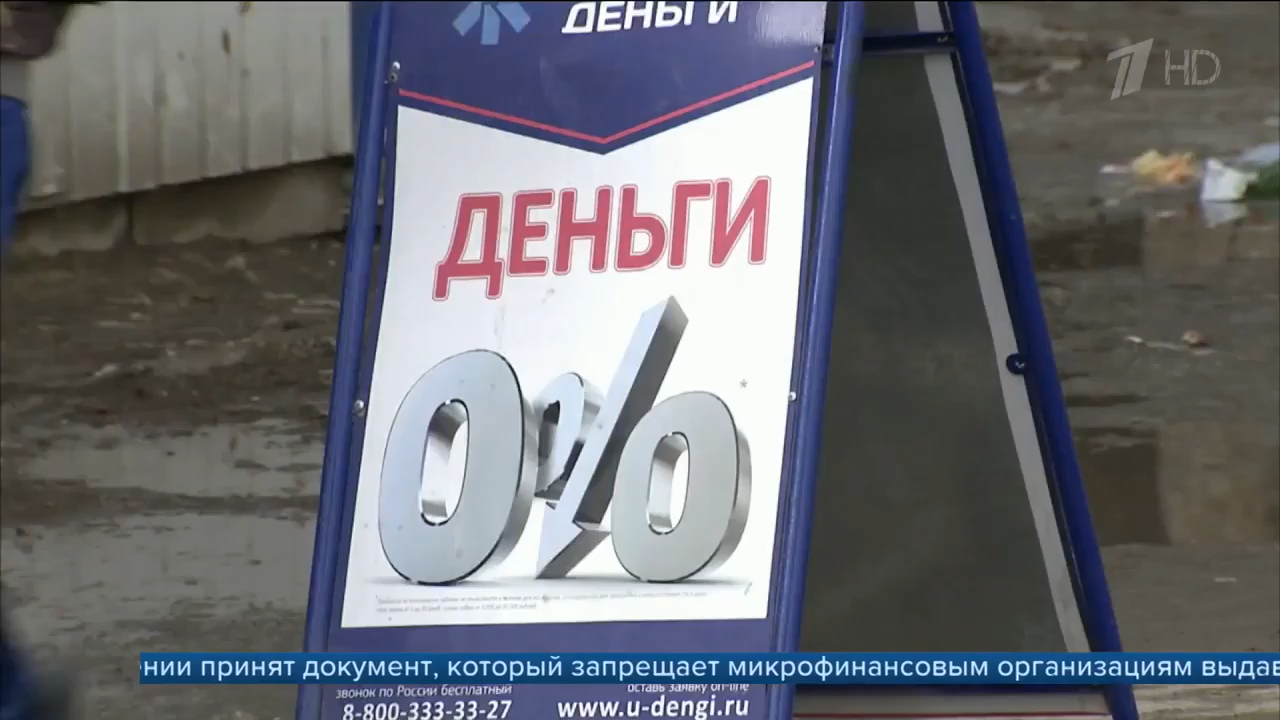 ДЕНЬГИ
HD
ДЕНЬГИ
0%
*
нии принят документ, который запрещает микрофинансовым организациям выдав
звонок по России бесплатный
оставь заявку on-line
8-800-333-33-27
www.u-dengi.ru